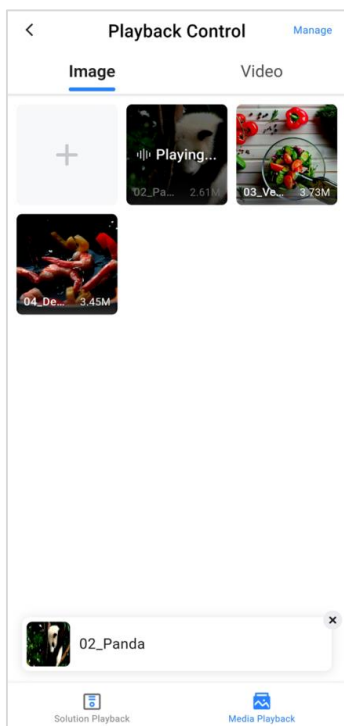 Playback Control
Manage
Image
Video
Playing...
02_Pa... 2.61M
03_Ve... 3.73M
04_De... 3.45M
02_Panda
Solution Playback
Media Playback